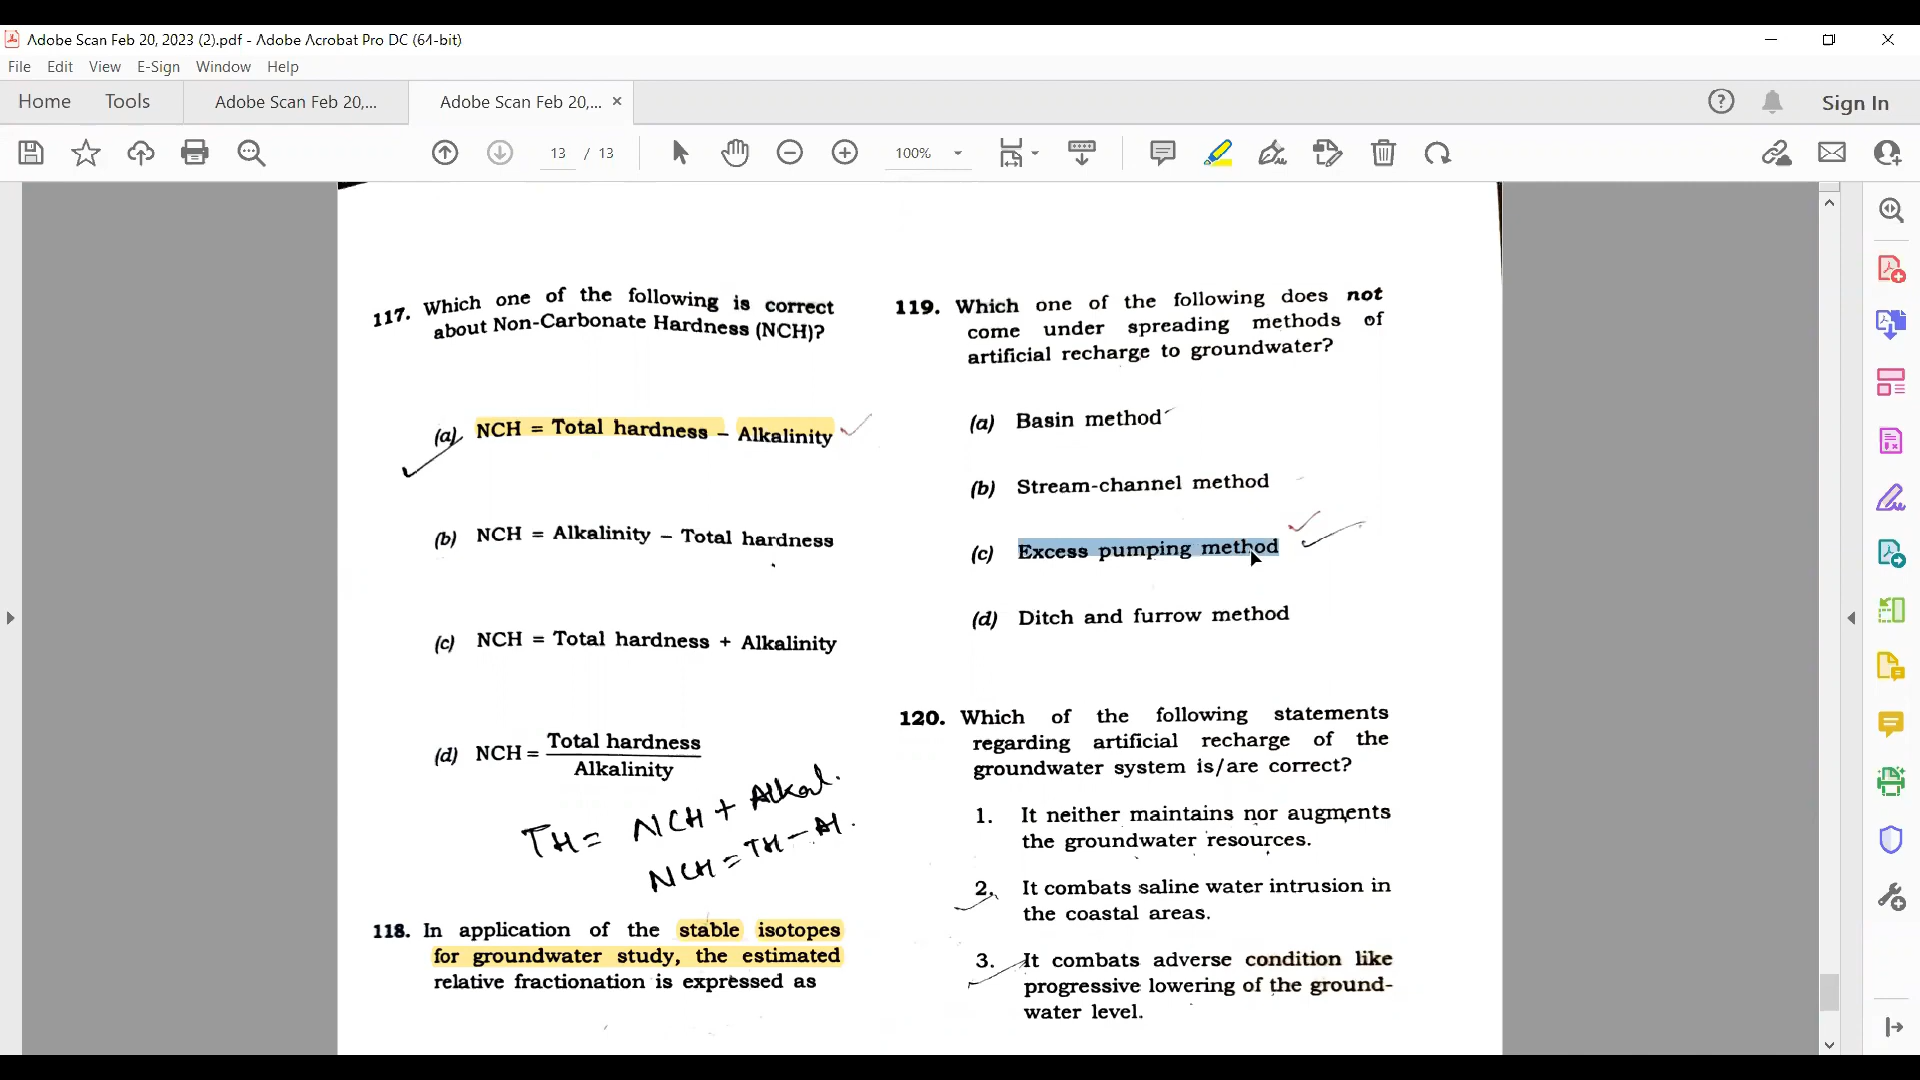 Adobe Scan Feb 20, 2023 (2).pdf - Adobe Acrobat Pro DC (64-bit)
File Edit View E-Sign Window Help
Home Tools Adobe Scan Feb 20,... Adobe Scan Feb 20,... × Sign In
13 / 13 100%
117. Which one of the following is correct
about Non-Carbonate Hardness (NCH)?
(a) NCH = Total hardness – Alkalinity
(b) NCH = Alkalinity – Total hardness
(c) NCH = Total hardness + Alkalinity
(d) NCH = Total hardness
Alkalinity
TH = NCH + Alkal.
NCH = TH – Al.
118. In application of the stable isotopes
for groundwater study, the estimated
relative fractionation is expressed as
119. Which one of the following does not
come under spreading methods of
artificial recharge to groundwater?
(a) Basin method
(b) Stream-channel method
(c) Excess pumping method
(d) Ditch and furrow method
120. Which of the following statements
regarding artificial recharge of the
groundwater system is/are correct?
1. It neither maintains nor augments
the groundwater resources.
2. It combats saline water intrusion in
the coastal areas.
3. It combats adverse condition like
progressive lowering of the ground-
water level.